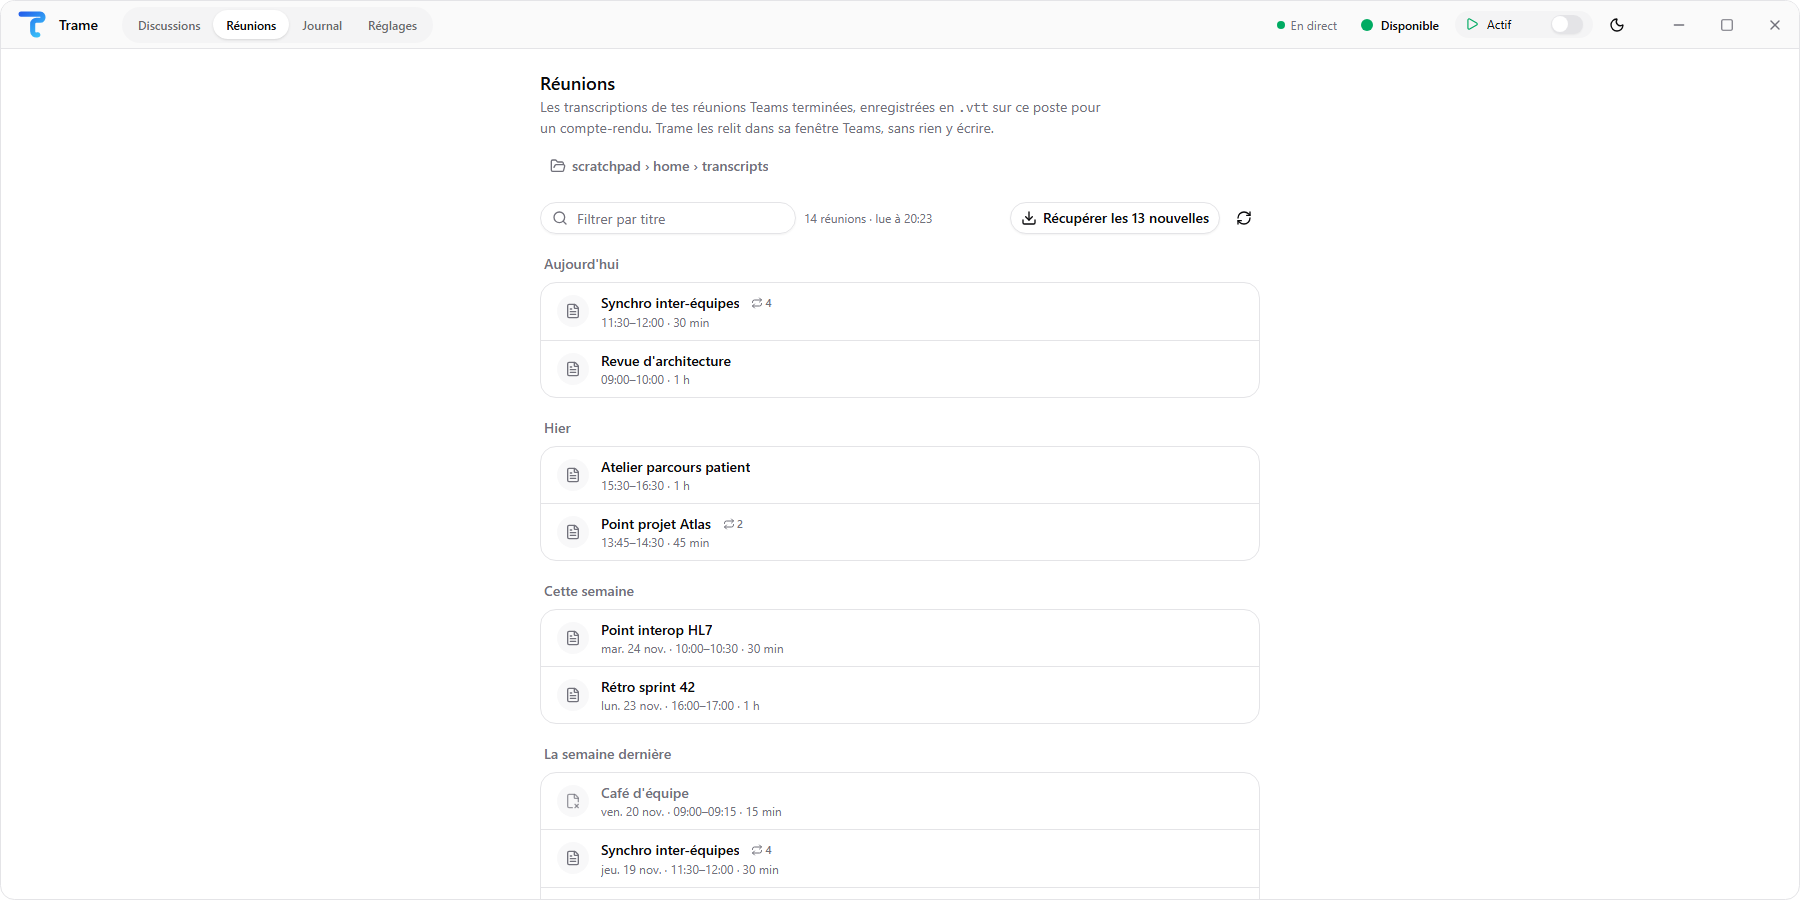 Trame
Discussions
Réunions
Journal
Réglages
En direct
Disponible
Actif
Réunions
Les transcriptions de tes réunions Teams terminées, enregistrées en .vtt sur ce poste pour
un compte-rendu. Trame les relit dans sa fenêtre Teams, sans rien y écrire.
scratchpad › home › transcripts
Filtrer par titre
14 réunions · lue à 20:23
Récupérer les 13 nouvelles
Aujourd'hui
Synchro inter-équipes 4
11:30–12:00 · 30 min
Revue d'architecture
09:00–10:00 · 1 h
Hier
Atelier parcours patient
15:30–16:30 · 1 h
Point projet Atlas 2
13:45–14:30 · 45 min
Cette semaine
Point interop HL7
mar. 24 nov. · 10:00–10:30 · 30 min
Rétro sprint 42
lun. 23 nov. · 16:00–17:00 · 1 h
La semaine dernière
Café d'équipe
ven. 20 nov. · 09:00–09:15 · 15 min
Synchro inter-équipes 4
jeu. 19 nov. · 11:30–12:00 · 30 min